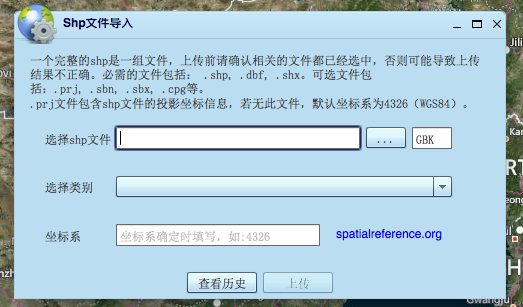 Shp文件导入
一个完整的shp是一组文件，上传前请确认相关的文件都已经选中，否则可能导致上传
结果不正确。必需的文件包括： .shp, .dbf, .shx。可选文件包
括：.prj, .sbn, .sbx, .cpg等。
.prj文件包含shp文件的投影坐标信息，若无此文件，默认坐标系为4326（WGS84）。
选择shp文件 ... GBK
选择类别
坐标系 坐标系确定时填写，如:4326 spatialreference.org
查看历史 上传